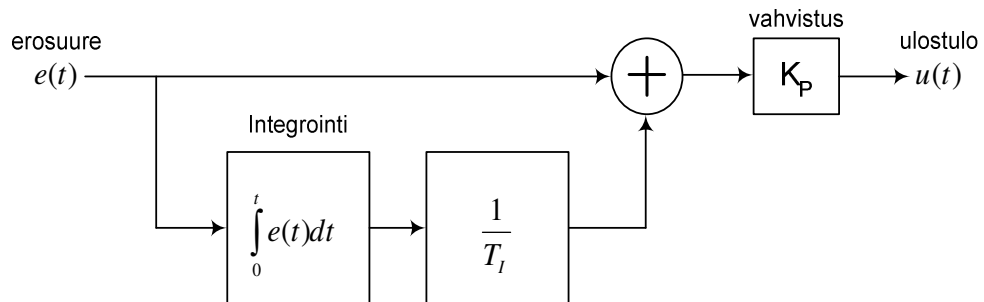 erosuure
e(t)
+
vahvistus
K_P
ulostulo
u(t)
Integrointi
∫₀ᵗ e(t)dt
1/T_I